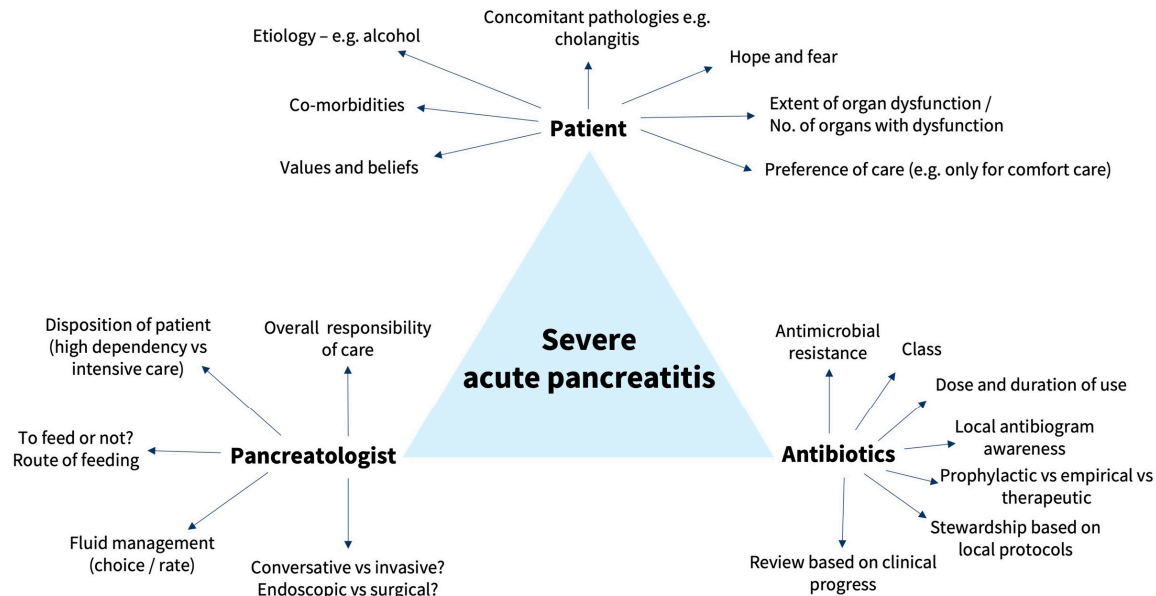 Concomitant pathologies e.g.
cholangitis
Etiology – e.g. alcohol
Hope and fear
Co-morbidities
Extent of organ dysfunction /
No. of organs with dysfunction
Patient
Values and beliefs
Preference of care (e.g. only for comfort care)
Severe
acute pancreatitis
Disposition of patient
(high dependency vs
intensive care)
Overall responsibility
of care
To feed or not?
Route of feeding
Pancreatologist
Fluid management
(choice / rate)
Conversative vs invasive?
Endoscopic vs surgical?
Antimicrobial
resistance
Class
Dose and duration of use
Local antibiogram
awareness
Antibiotics
Prophylactic vs empirical vs
therapeutic
Stewardship based on
local protocols
Review based on clinical
progress